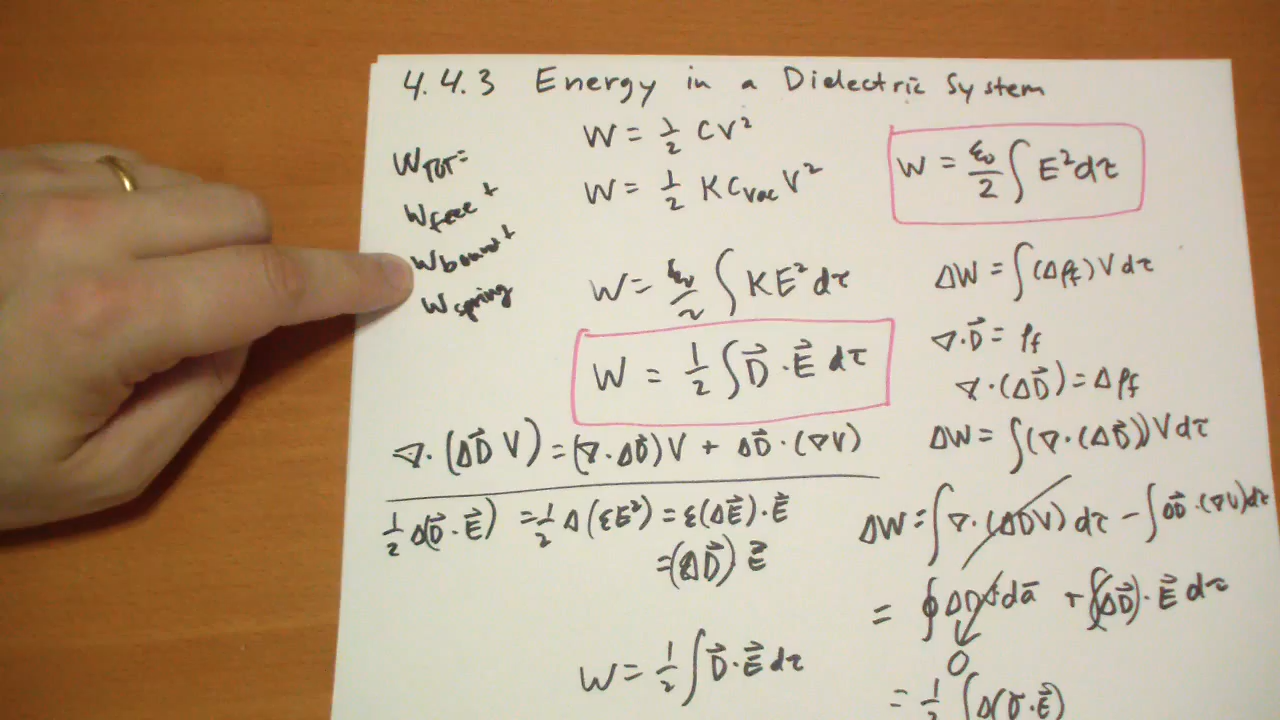 4.4.3 Energy in a Dielectric System
W = 1/2 CV²
W = 1/2 K C_vac V²
W = ε₀/2 ∫ E² dτ
W_TOT =
W_free +
W_bound +
W_spring
W = ε₀/2 ∫ K E² dτ
W = 1/2 ∫ D⃗ · E⃗ dτ
ΔW = ∫ (Δρf) V dτ
∇ · D⃗ = ρf
∇ · (ΔD⃗) = Δρf
ΔW = ∫ (∇ · (ΔD⃗)) V dτ
∇ · (ΔD⃗ V) = (∇ · ΔD⃗) V + ΔD⃗ · (∇V)
1/2 Δ(D⃗ · E⃗) = 1/2 Δ(εE²) = ε(ΔE⃗) · E⃗
= (ΔD⃗) E⃗
W = 1/2 ∫ D⃗ · E⃗ dτ
ΔW = ∫ ∇ · (ΔDV) dτ − ∫ ΔD⃗ · (∇V) dτ
= ∮ ΔD V da⃗ + ∫ (ΔD⃗) · E⃗ dτ
0
= 1/2 ∫ Δ(D⃗ · E⃗)